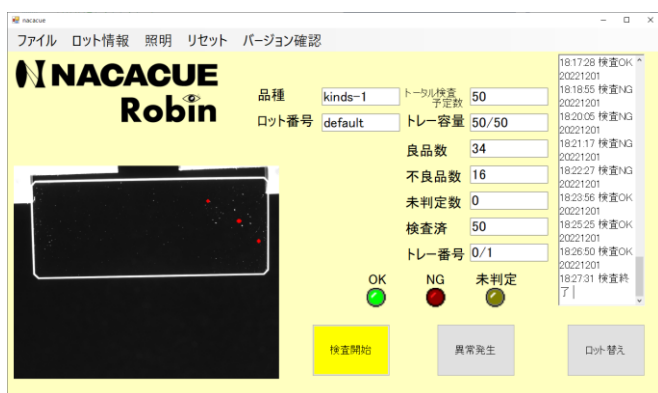 nacacue
ファイル ロット情報 照明 リセット バージョン確認
NACACUE
Robin
品種 kinds-1
ロット番号 default
トータル検査
予定数 50
トレー容量 50/50
良品数 34
不良品数 16
未判定数 0
検査済 50
トレー番号 0/1
OK NG 未判定
検査開始 異常発生 ロット替え
18:17:28 検査OK
20221201
18:18:55 検査NG
20221201
18:20:05 検査NG
20221201
18:21:17 検査OK
20221201
18:22:27 検査NG
20221201
18:23:56 検査OK
20221201
18:25:25 検査OK
20221201
18:26:50 検査OK
20221201
18:27:31 検査終
了